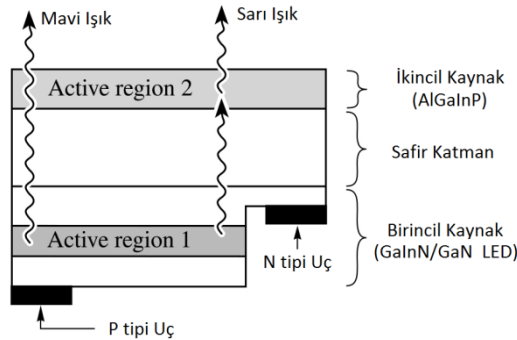 Mavi Işık
Sarı Işık
Active region 2
İkincil Kaynak
(AlGaInP)
Safir Katman
Active region 1
Birincil Kaynak
(GaInN/GaN LED)
N tipi Uç
P tipi Uç